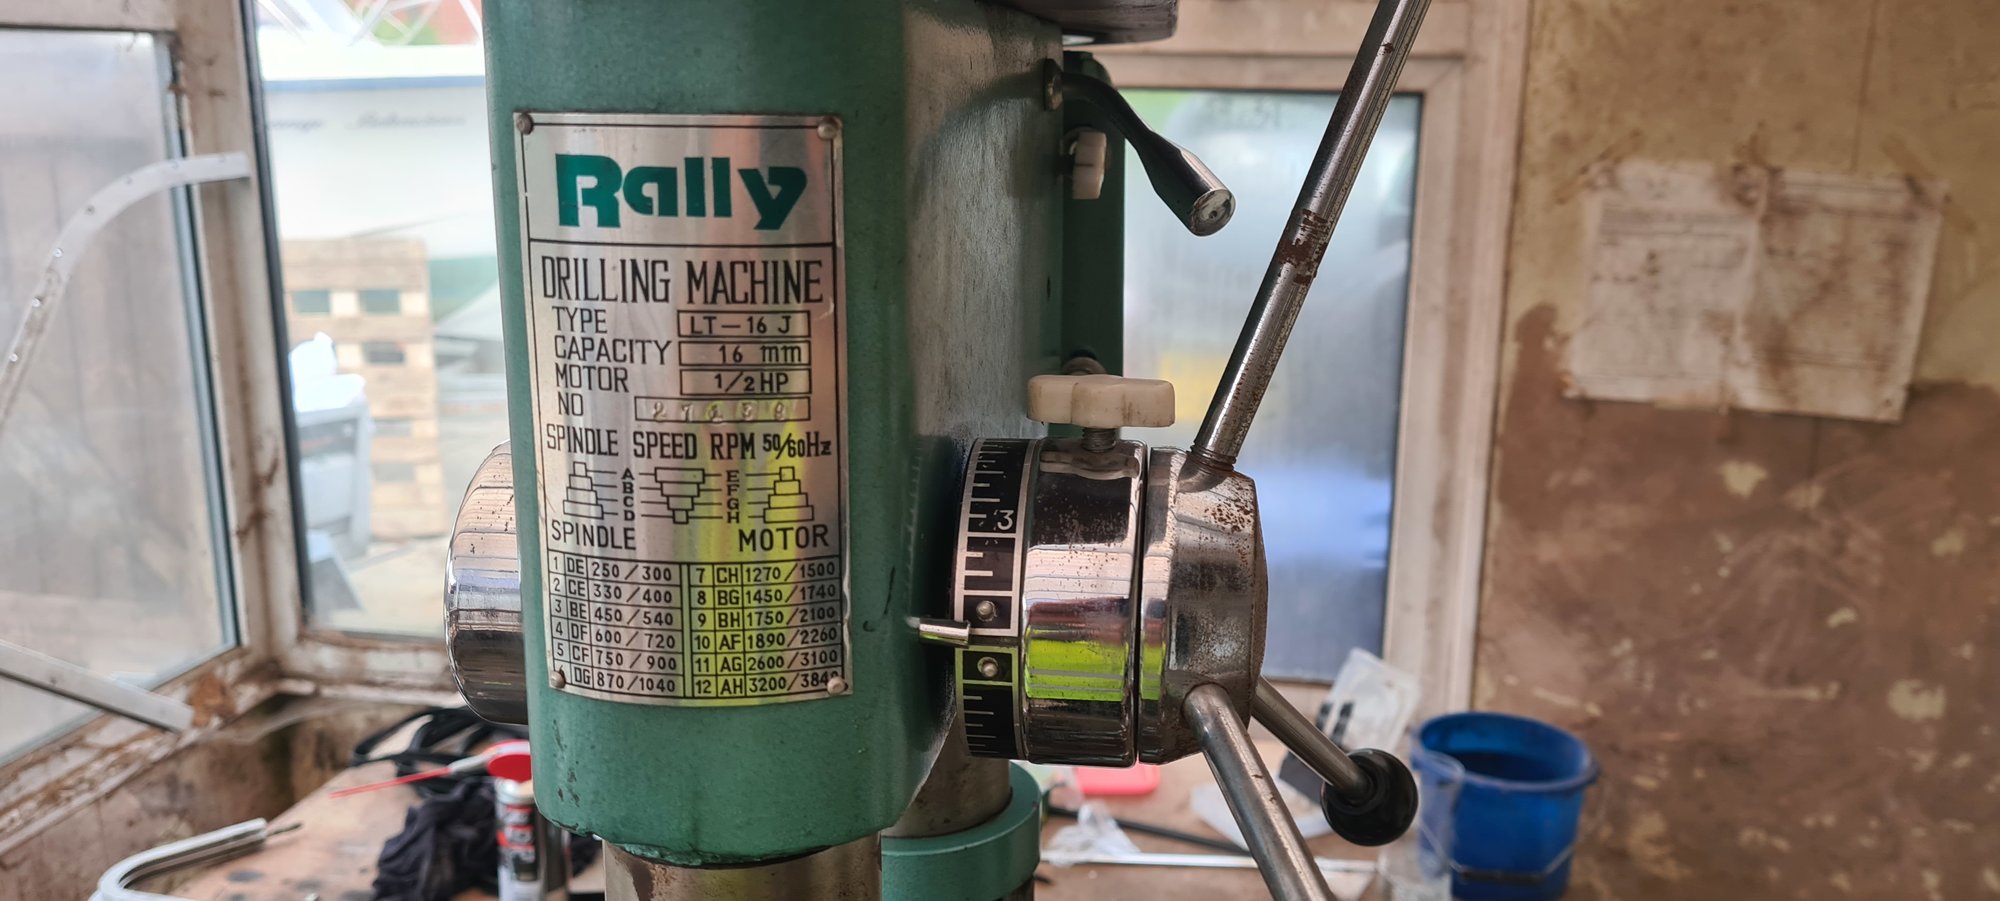 Rally
DRILLING MACHINE
TYPE LT-16 J
CAPACITY 16 mm
MOTOR 1/2HP
NO
SPINDLE SPEED RPM 50/60Hz
A E
B F
C G
D H
SPINDLE MOTOR
1 DE 250/300 7 CH 1270/1500
2 CE 330/400 8 BG 1450/1740
3 BE 450/540 9 BH 1750/2100
4 DF 600/720 10 AF 1890/2260
5 CF 750/900 11 AG 2600/3100
6 DG 870/1040 12 AH 3200/3840
3